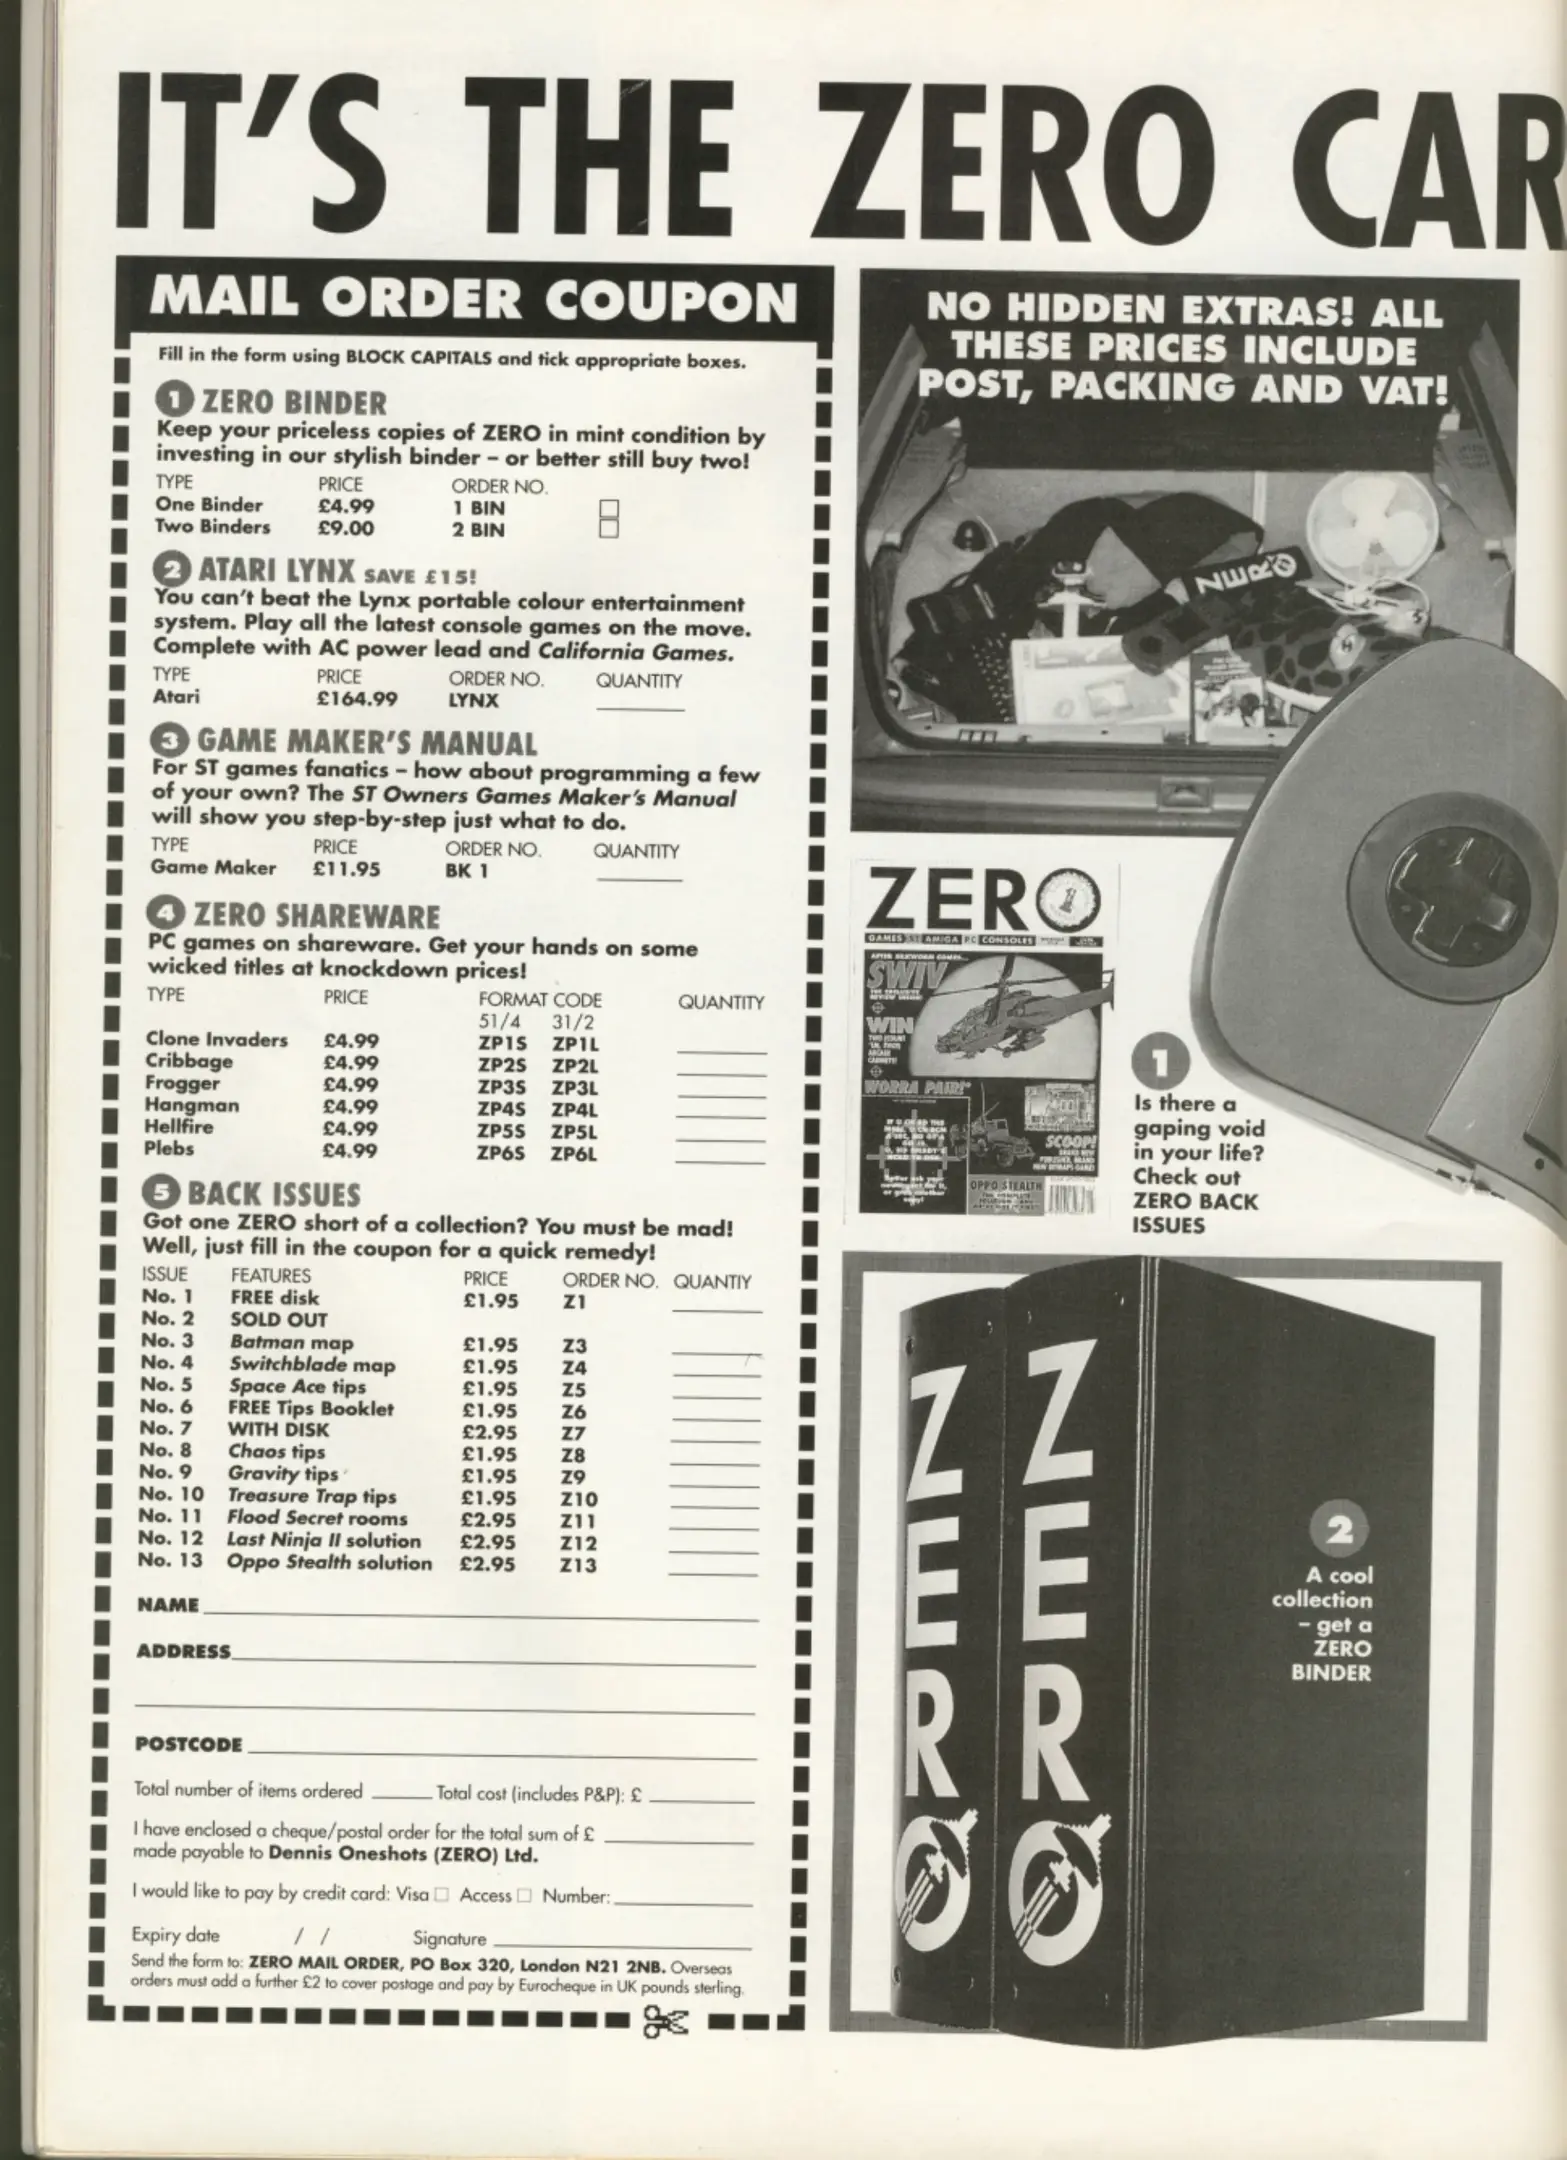 IT'S THE ZERO CAR
MAIL ORDER COUPON
Fill in the form using BLOCK CAPITALS and tick appropriate boxes.
1 ZERO BINDER
Keep your priceless copies of ZERO in mint condition by
investing in our stylish binder – or better still buy two!
TYPE PRICE ORDER NO.
One Binder £4.99 1 BIN
Two Binders £9.00 2 BIN
2 ATARI LYNX SAVE £15!
You can't beat the Lynx portable colour entertainment
system. Play all the latest console games on the move.
Complete with AC power lead and California Games.
TYPE PRICE ORDER NO. QUANTITY
Atari £164.99 LYNX
3 GAME MAKER'S MANUAL
For ST games fanatics – how about programming a few
of your own? The ST Owners Games Maker's Manual
will show you step-by-step just what to do.
TYPE PRICE ORDER NO. QUANTITY
Game Maker £11.95 BK 1
4 ZERO SHAREWARE
PC games on shareware. Get your hands on some
wicked titles at knockdown prices!
TYPE PRICE FORMAT CODE QUANTITY
51/4 31/2
Clone Invaders £4.99 ZP1S ZP1L
Cribbage £4.99 ZP2S ZP2L
Frogger £4.99 ZP3S ZP3L
Hangman £4.99 ZP4S ZP4L
Hellfire £4.99 ZP5S ZP5L
Plebs £4.99 ZP6S ZP6L
5 BACK ISSUES
Got one ZERO short of a collection? You must be mad!
Well, just fill in the coupon for a quick remedy!
ISSUE FEATURES PRICE ORDER NO. QUANTIY
No. 1 FREE disk £1.95 Z1
No. 2 SOLD OUT
No. 3 Batman map £1.95 Z3
No. 4 Switchblade map £1.95 Z4
No. 5 Space Ace tips £1.95 Z5
No. 6 FREE Tips Booklet £1.95 Z6
No. 7 WITH DISK £2.95 Z7
No. 8 Chaos tips £1.95 Z8
No. 9 Gravity tips £1.95 Z9
No. 10 Treasure Trap tips £1.95 Z10
No. 11 Flood Secret rooms £2.95 Z11
No. 12 Last Ninja II solution £2.95 Z12
No. 13 Oppo Stealth solution £2.95 Z13
NAME
ADDRESS
POSTCODE
Total number of items ordered Total cost (includes P&P): £
I have enclosed a cheque/postal order for the total sum of £
made payable to Dennis Oneshots (ZERO) Ltd.
I would like to pay by credit card: Visa Access Number:
Expiry date / / Signature
Send the form to: ZERO MAIL ORDER, PO Box 320, London N21 2NB. Overseas
orders must add a further £2 to cover postage and pay by Eurocheque in UK pounds sterling.
NO HIDDEN EXTRAS! ALL
THESE PRICES INCLUDE
POST, PACKING AND VAT!
ZERO
ZERO
GAMES ST AMIGA PC CONSOLES
SWIV
WIN
WORRA PAIR!
SCOOP!
OPPO STEALTH
1
Is there a
gaping void
in your life?
Check out
ZERO BACK
ISSUES
ZERO
ZERO
2
A cool
collection
– get a
ZERO
BINDER